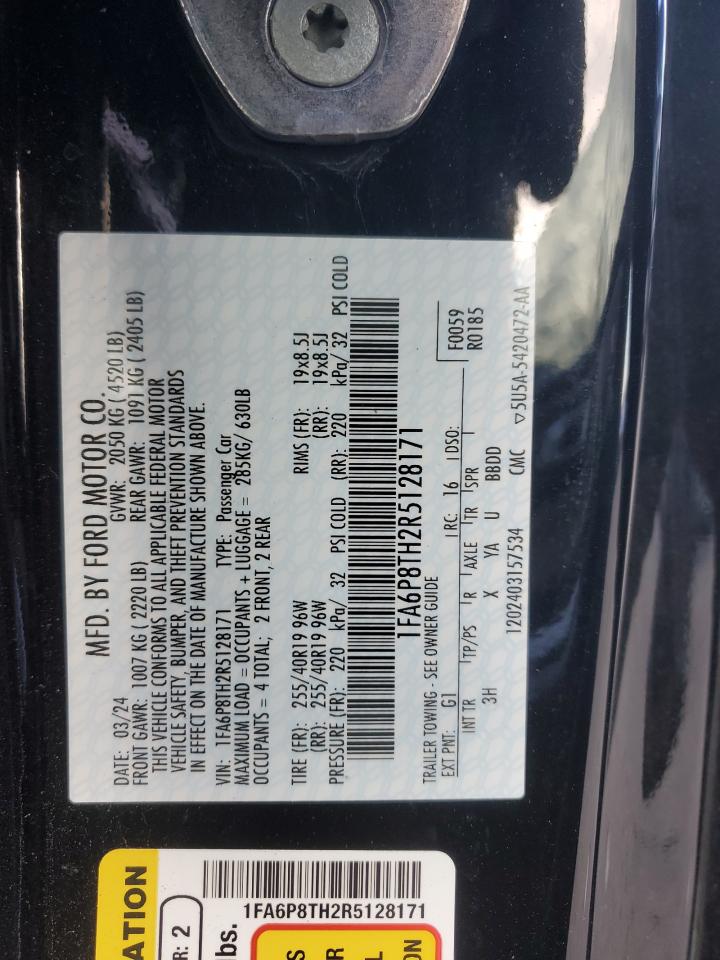 MFD. BY FORD MOTOR CO.
DATE: 03/24 GVWR: 2050 KG ( 4520 LB)
FRONT GAWR: 1007 KG ( 2220 LB) REAR GAWR: 1091 KG ( 2405 LB)
THIS VEHICLE CONFORMS TO ALL APPLICABLE FEDERAL MOTOR
VEHICLE SAFETY, BUMPER, AND THEFT PREVENTION STANDARDS
IN EFFECT ON THE DATE OF MANUFACTURE SHOWN ABOVE.
VIN: 1FA6P8TH2R5128171 TYPE: Passenger Car
MAXIMUM LOAD = OCCUPANTS + LUGGAGE = 285KG/ 630LB
OCCUPANTS = 4 TOTAL; 2 FRONT, 2 REAR
TIRE (FR): 255/40R19 96W RIMS (FR): 19x8.5J
(RR): 255/40R19 96W (RR): 19x8.5J
PRESSURE (FR): 220 kPa/ 32 PSI COLD (RR): 220 kPa/ 32 PSI COLD
1FA6P8TH2R5128171
TRAILER TOWING - SEE OWNER GUIDE
EXT PNT: G1 RC: 16 DSO: F0059
INT TR TP/PS R AXLE TR SPR R0185
3H X YA U BBDD
1202403157534 CMC ▽5U5A-5420472-AA
ATION
R: 2
lbs.
1FA6P8TH2R5128171
S
R
L
ON